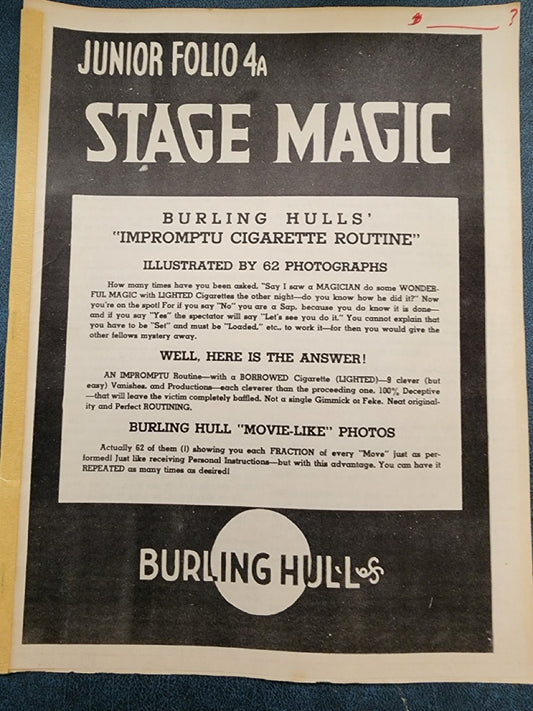 $ ________ ?
JUNIOR FOLIO 4A
STAGE MAGIC
BURLING HULLS'
"IMPROMPTU CIGARETTE ROUTINE"
ILLUSTRATED BY 62 PHOTOGRAPHS
How many times have you been asked, "Say I saw a MAGICIAN do some WONDER-
FUL MAGIC with LIGHTED Cigarettes the other night—do you know how he did it?" Now
you're on the spot! For if you say "No" you are a Sap, because you do know it is done—
and if you say "Yes" the spectator will say "Let's see you do it." You cannot explain that
you have to be "Set" and must be "Loaded," etc., to work it—for then you would give the
other fellows mystery away.
WELL, HERE IS THE ANSWER!
AN IMPROMPTU Routine—with a BORROWED Cigarette (LIGHTED)—9 clever (but
easy) Vanishes, and Productions—each cleverer than the proceeding one. 100% Deceptive
—that will leave the victim completely baffled. Not a single Gimmick or Feke. Neat original-
ity and Perfect ROUTINING.
BURLING HULL "MOVIE-LIKE" PHOTOS
Actually 62 of them (!) showing you each FRACTION of every "Move" just as per-
formed! Just like receiving Personal Instructions—but with this advantage. You can have it
REPEATED as many times as desired!
BURLING HULL